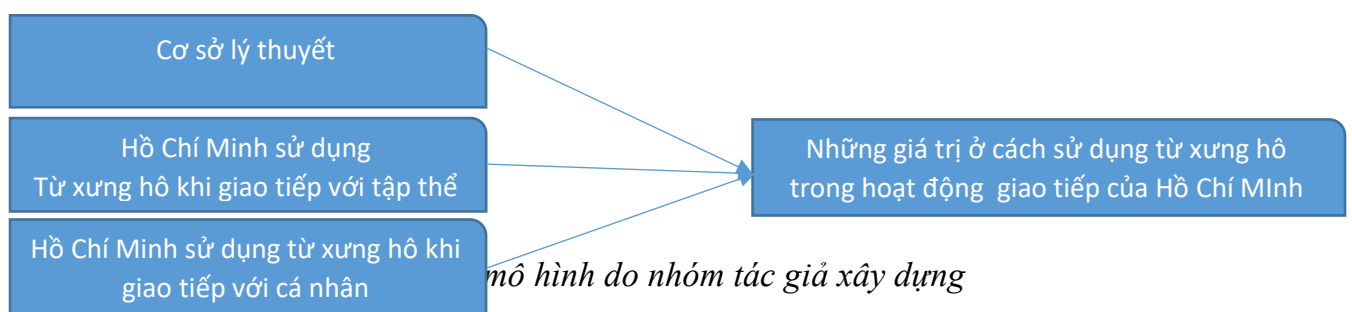 Cơ sở lý thuyết
Hồ Chí Minh sử dụng
Từ xưng hô khi giao tiếp với tập thể
Hồ Chí Minh sử dụng từ xưng hô khi
giao tiếp với cá nhân
Những giá trị ở cách sử dụng từ xưng hô
trong hoạt động giao tiếp của Hồ Chí MInh
mô hình do nhóm tác giả xây dựng